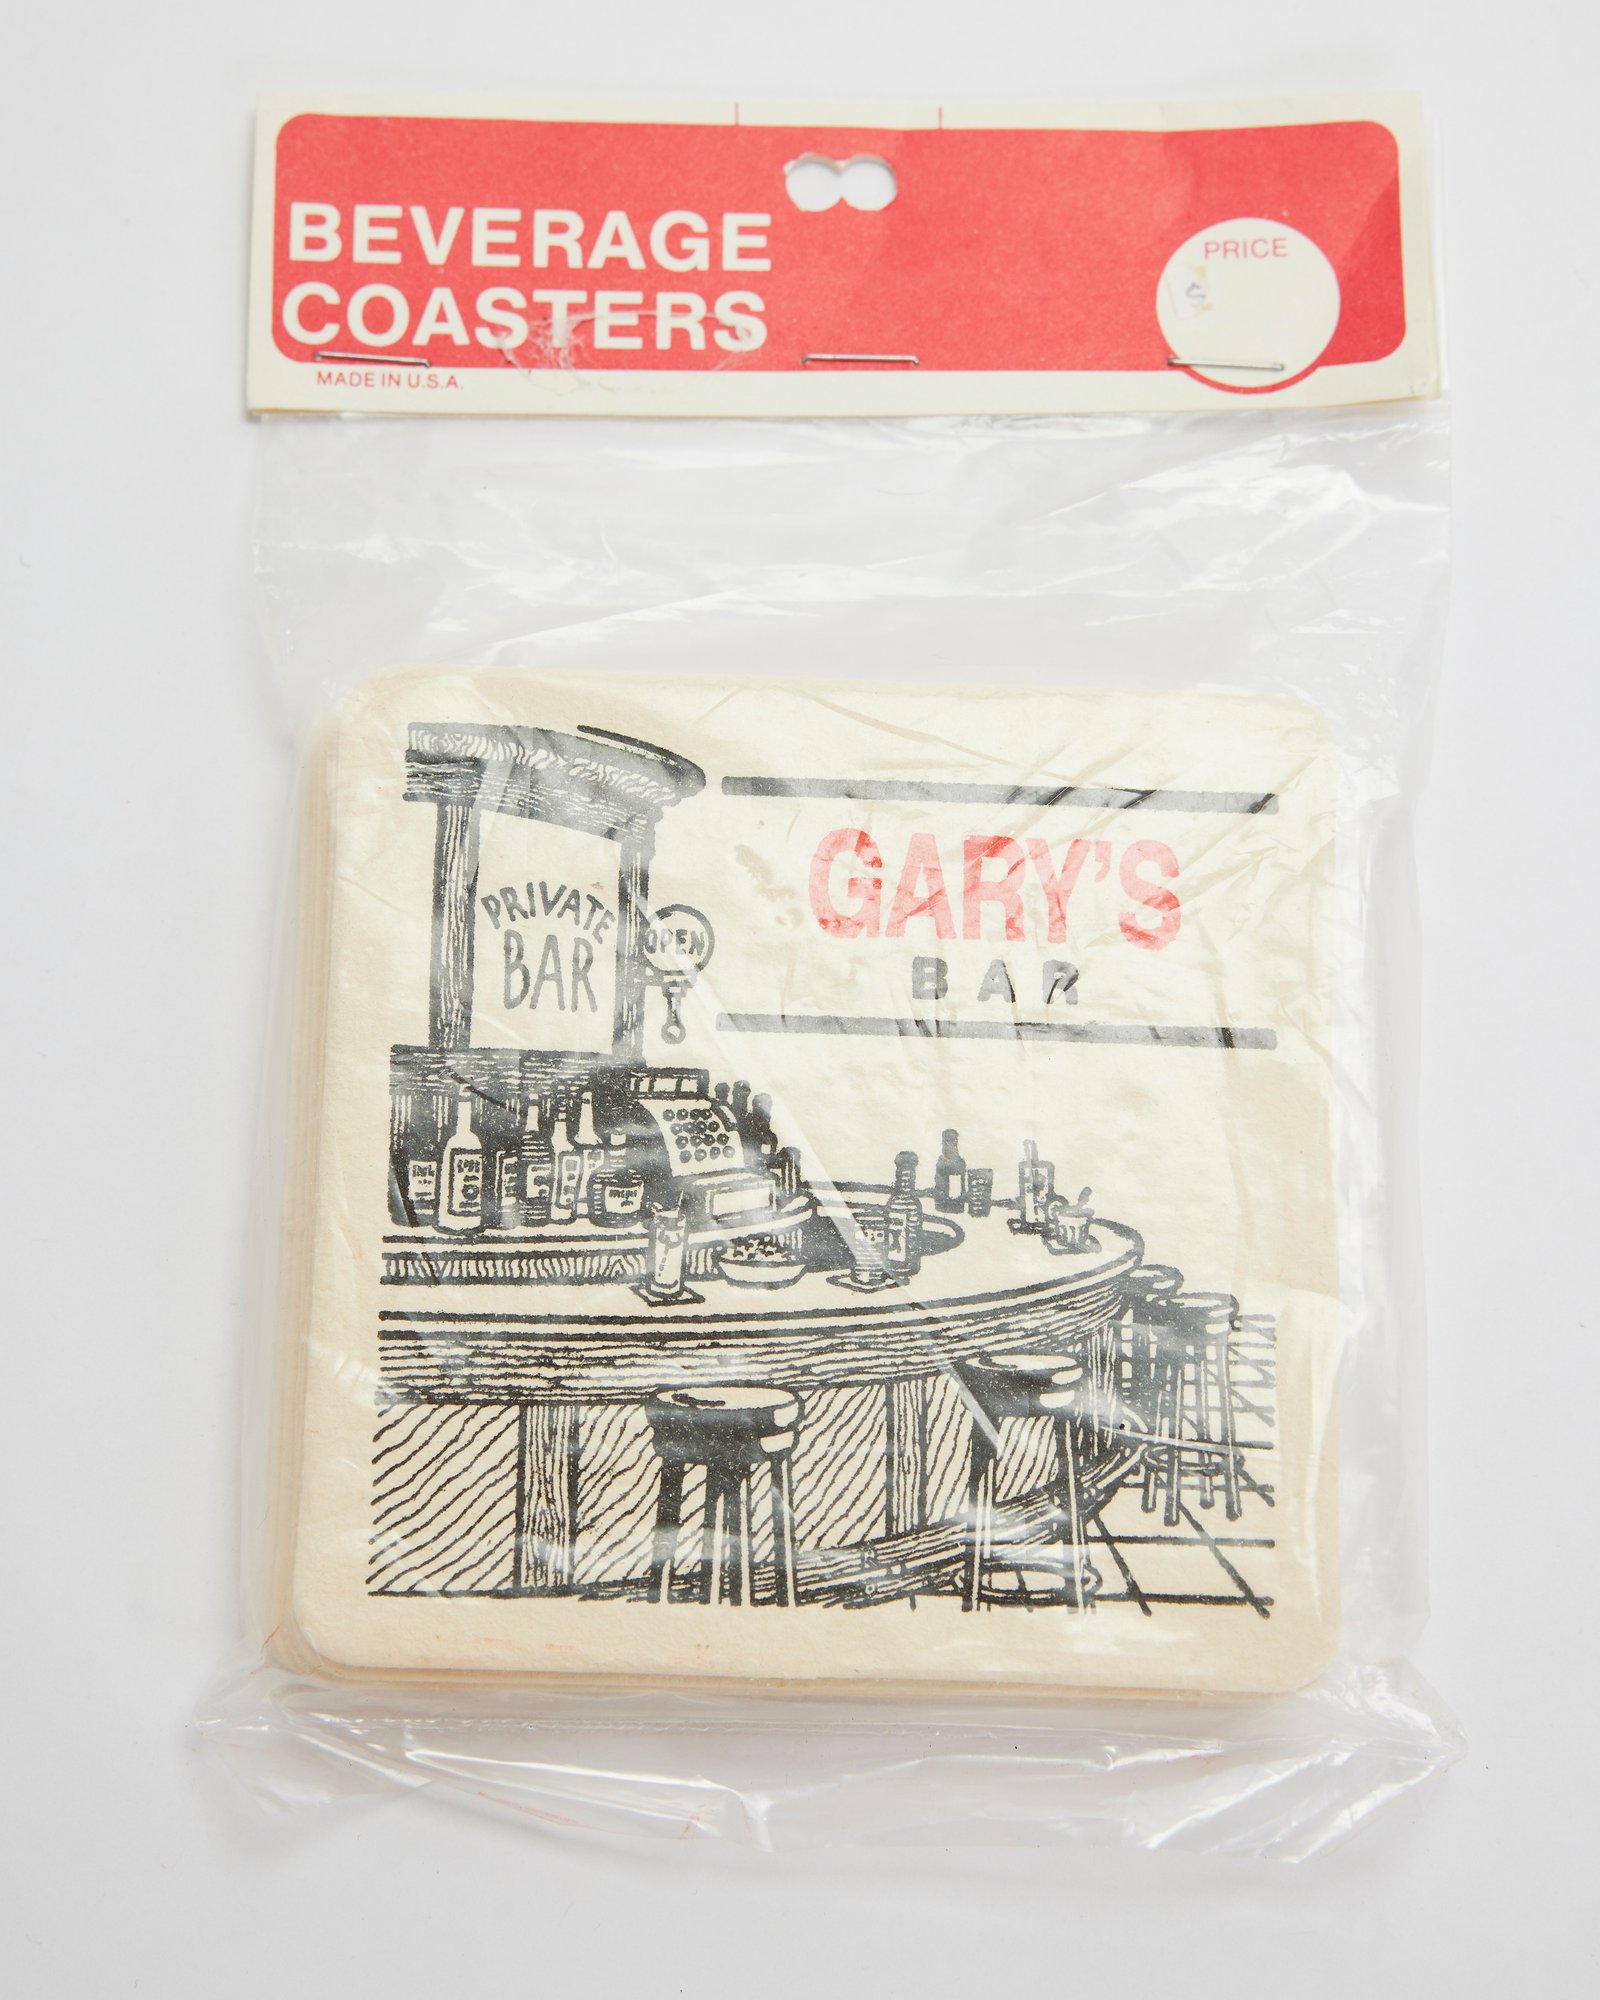 BEVERAGE
COASTERS
MADE IN U.S.A.
PRICE
GARY'S
BAR
PRIVATE
BAR
OPEN